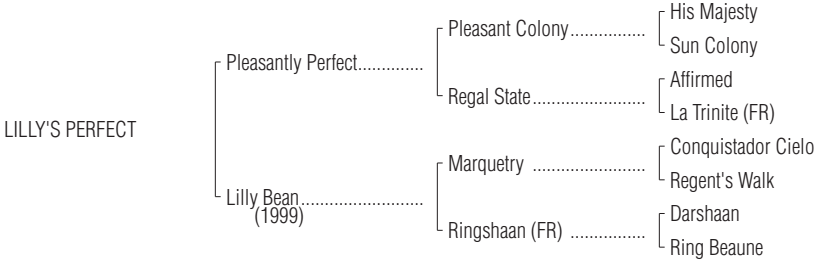 His Majesty
Pleasant Colony................
Sun Colony
Pleasantly Perfect..............
Affirmed
Regal State........................
La Trinite (FR)
LILLY'S PERFECT
Conquistador Cielo
Marquetry ........................
Regent's Walk
Lilly Bean..........................
(1999)
Darshaan
Ringshaan (FR) ................
Ring Beaune